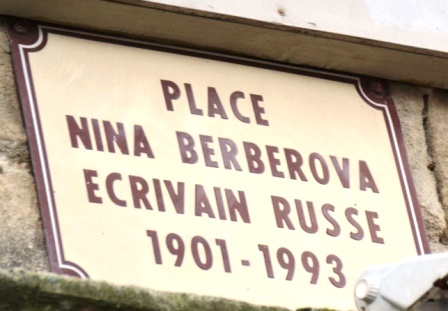 PLACE
NINA BERBEROVA
ECRIVAIN RUSSE
1901-1993